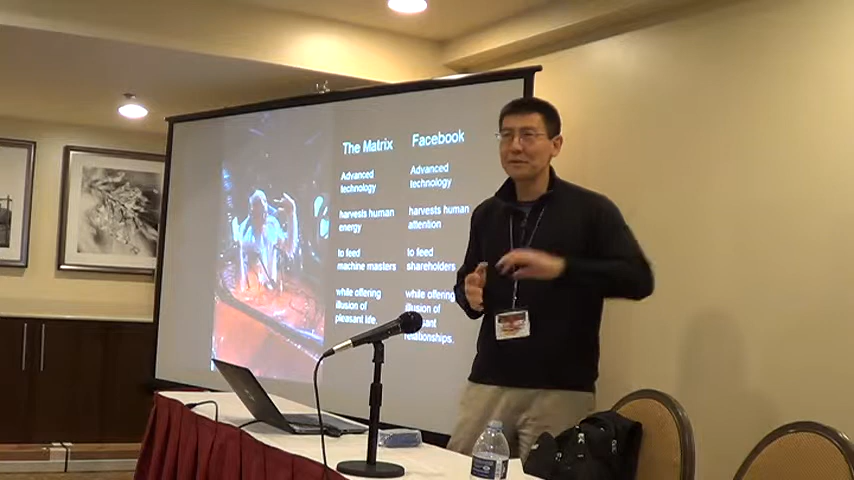 The Matrix
Advanced
technology
harvests human
energy
to feed
machine masters
while offering
illusion of
pleasant life.
Facebook
Advanced
technology
harvests human
attention
to feed
shareholders
while offering
illusion of
relationships.